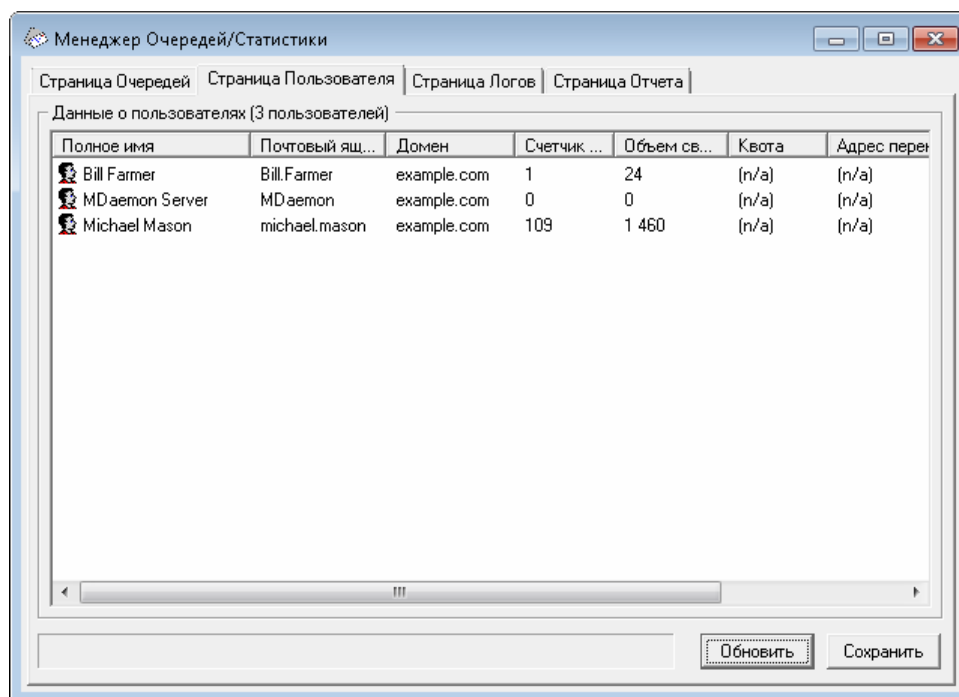 Менеджер Очередей/Статистики
Страница Очередей Страница Пользователя Страница Логов Страница Отчета
Данные о пользователях (3 пользователей)
Полное имя Почтовый ящ... Домен Счетчик ... Объем св... Квота Адрес перен
Bill Farmer Bill.Farmer example.com 1 24 (n/a) (n/a)
MDaemon Server MDaemon example.com 0 0 (n/a) (n/a)
Michael Mason michael.mason example.com 109 1 460 (n/a) (n/a)
Обновить Сохранить